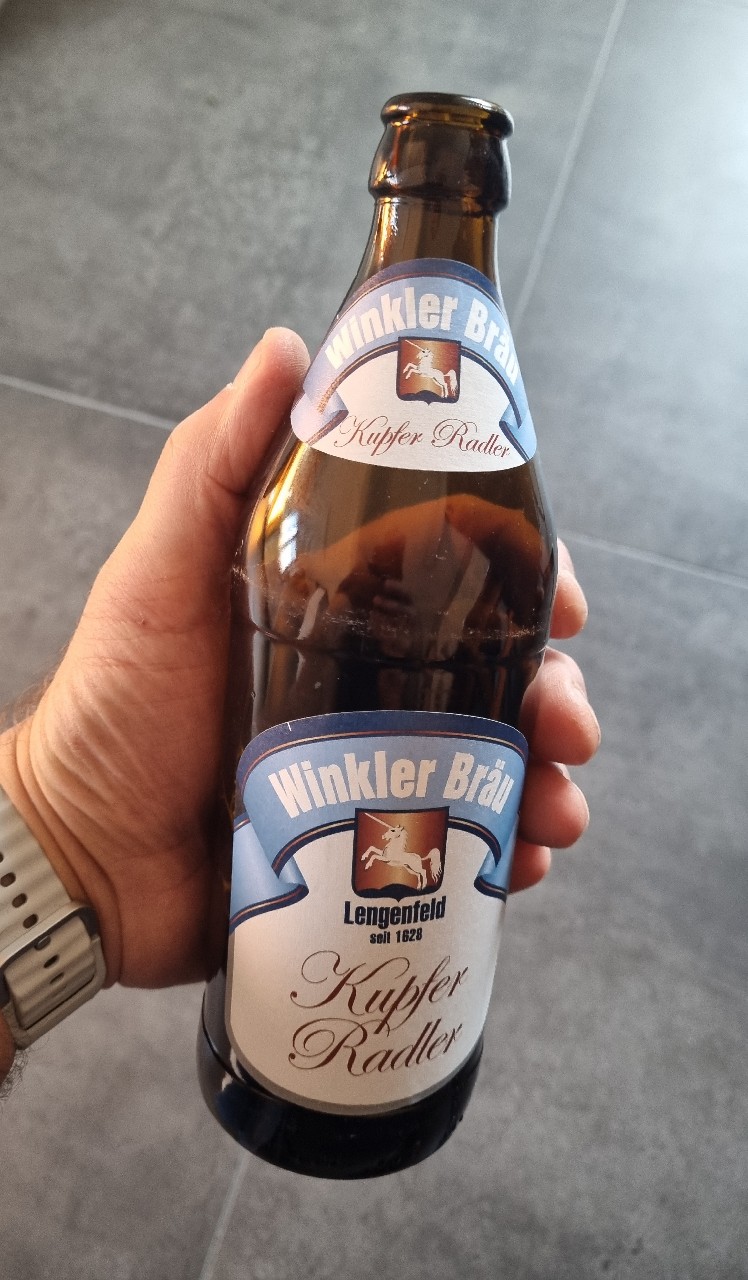 Winkler Bräu
Kupfer Radler
Winkler Bräu
Lengenfeld
seit 1628
Kupfer
Radler